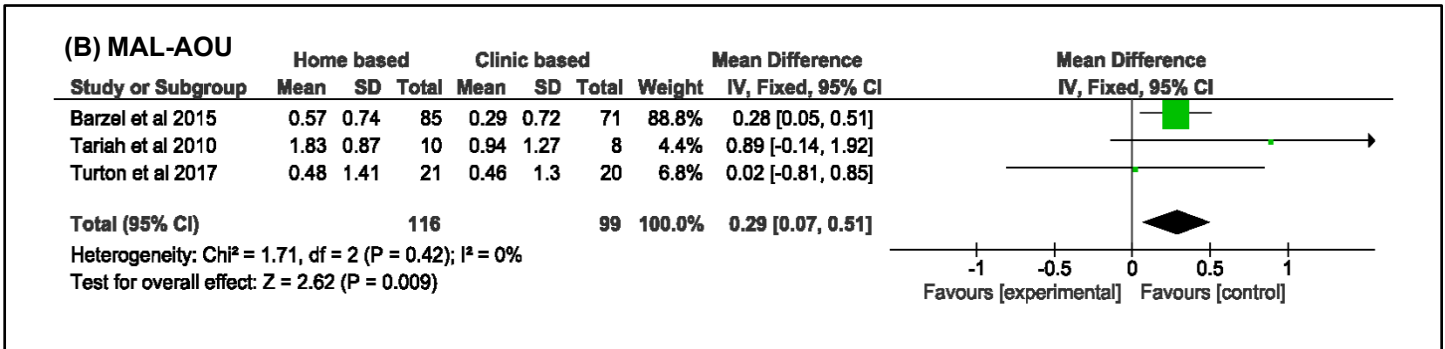 (B) MAL-AOU
Home based Clinic based Mean Difference Mean Difference
Study or Subgroup Mean SD Total Mean SD Total Weight IV, Fixed, 95% CI IV, Fixed, 95% CI
Barzel et al 2015 0.57 0.74 85 0.29 0.72 71 88.8% 0.28 [0.05, 0.51]
Tariah et al 2010 1.83 0.87 10 0.94 1.27 8 4.4% 0.89 [-0.14, 1.92]
Turton et al 2017 0.48 1.41 21 0.46 1.3 20 6.8% 0.02 [-0.81, 0.85]
Total (95% CI) 116 99 100.0% 0.29 [0.07, 0.51]
Heterogeneity: Chi² = 1.71, df = 2 (P = 0.42); I² = 0%
Test for overall effect: Z = 2.62 (P = 0.009)
-1 -0.5 0 0.5 1
Favours [experimental] Favours [control]